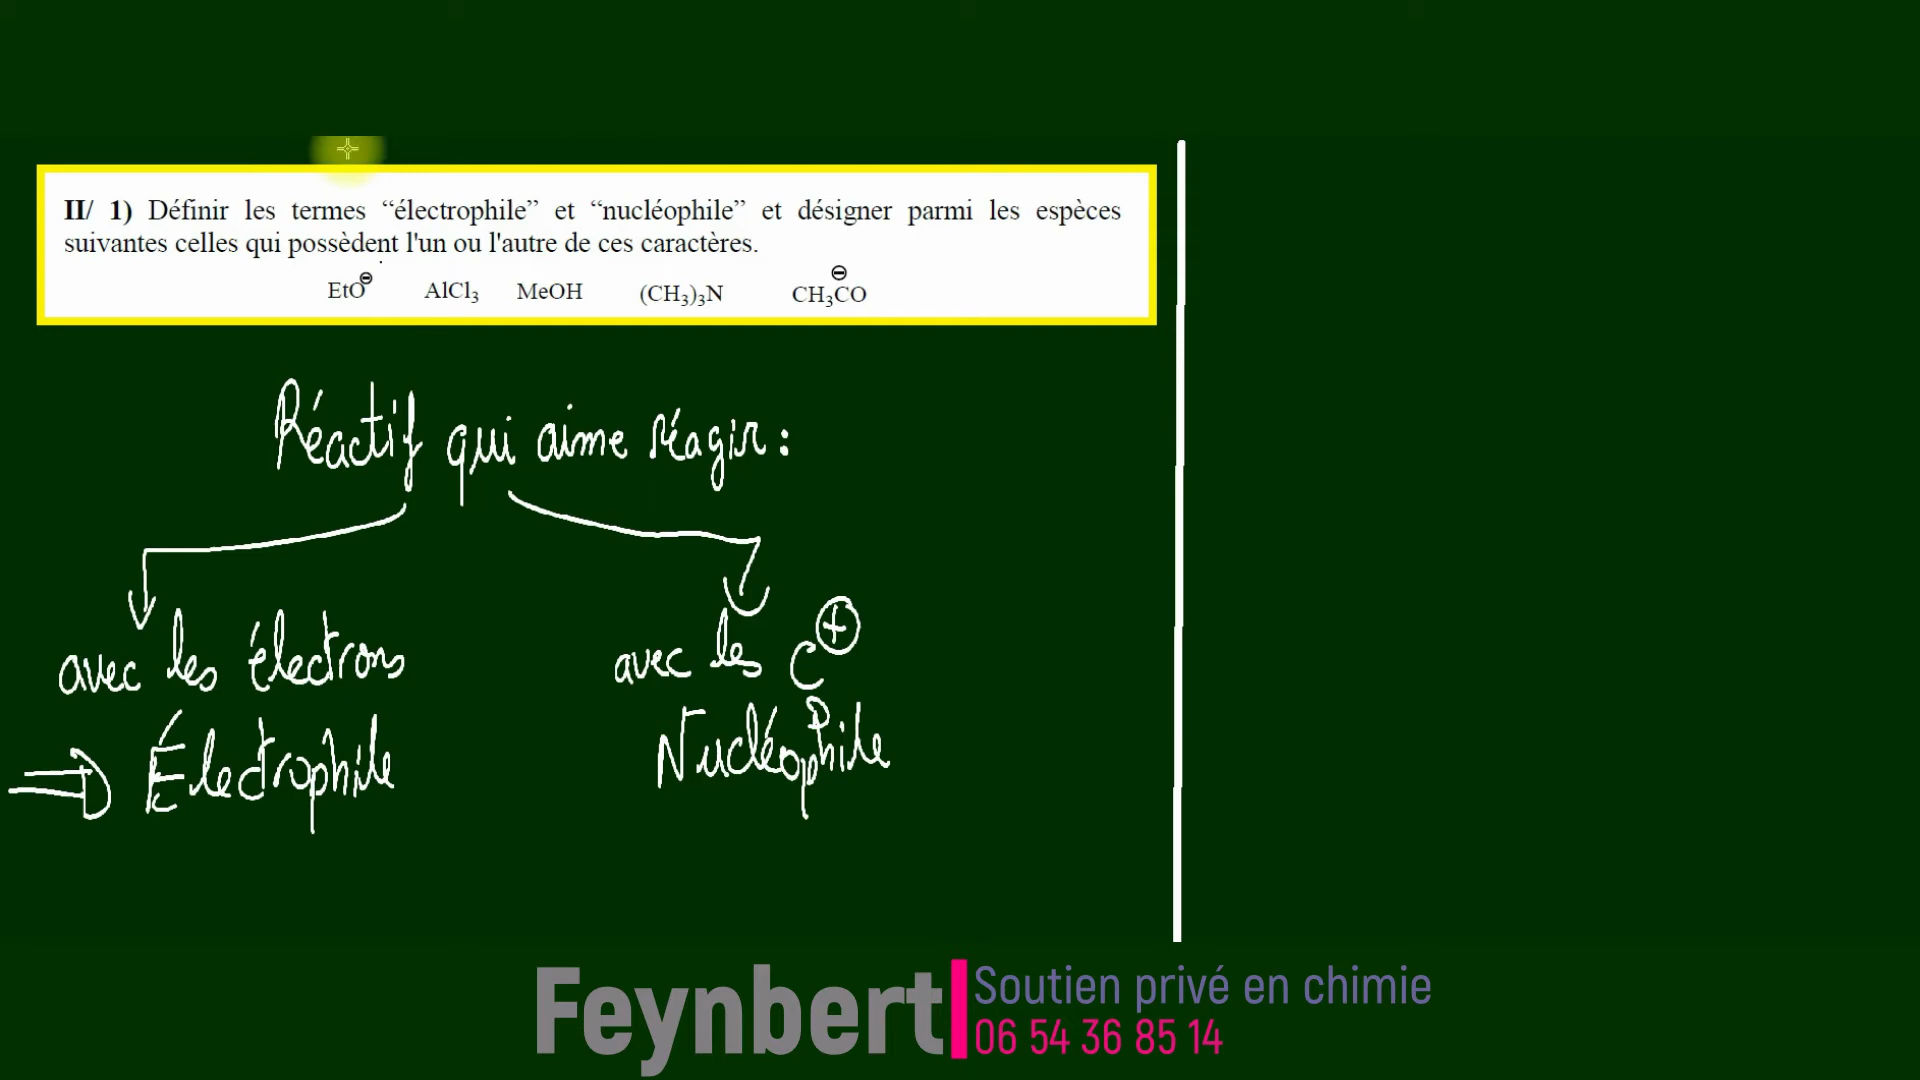 II/ 1) Définir les termes “électrophile” et “nucléophile” et désigner parmi les espèces
suivantes celles qui possèdent l'un ou l'autre de ces caractères.
EtO⊖ AlCl₃ MeOH (CH₃)₃N CH₃CO⊖
Réactif qui aime réagir :
avec les électrons
avec les C⊕
⇒ Électrophile
Nucléophile
Feynbert
Soutien privé en chimie
06 54 36 85 14